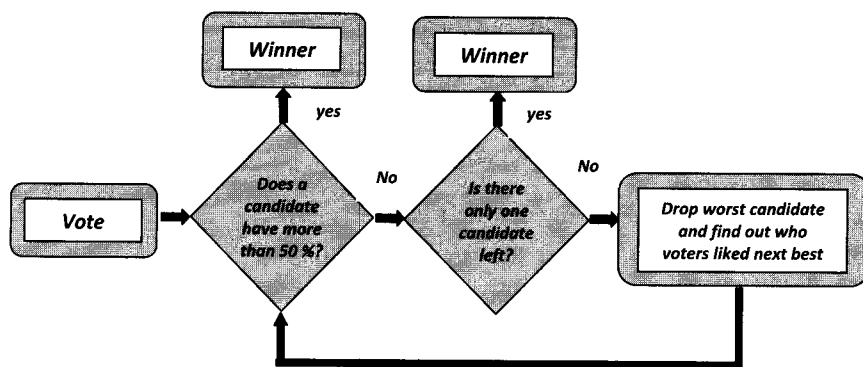 Winner
yes
Winner
yes
Vote
Does a
candidate
have more
than 50 %?
No
Is there
only one
candidate
left?
No
Drop worst candidate
and find out who
voters liked next best